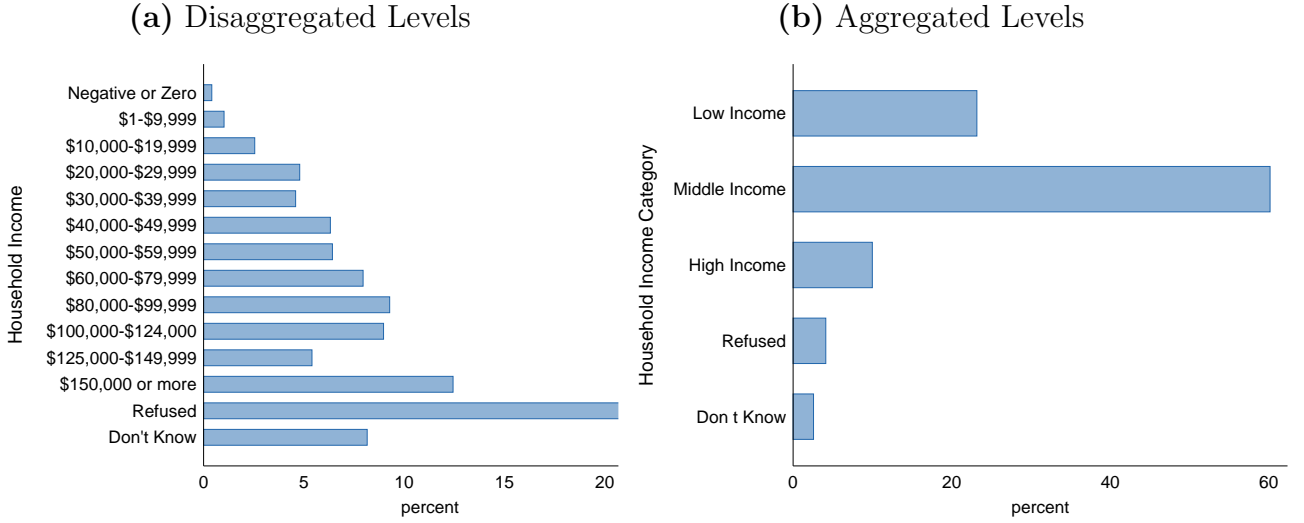 (a) Disaggregated Levels
Household Income
Negative or Zero
$1-$9,999
$10,000-$19,999
$20,000-$29,999
$30,000-$39,999
$40,000-$49,999
$50,000-$59,999
$60,000-$79,999
$80,000-$99,999
$100,000-$124,000
$125,000-$149,999
$150,000 or more
Refused
Don't Know
0 5 10 15 20
percent
(b) Aggregated Levels
Household Income Category
Low Income
Middle Income
High Income
Refused
Don t Know
0 20 40 60
percent